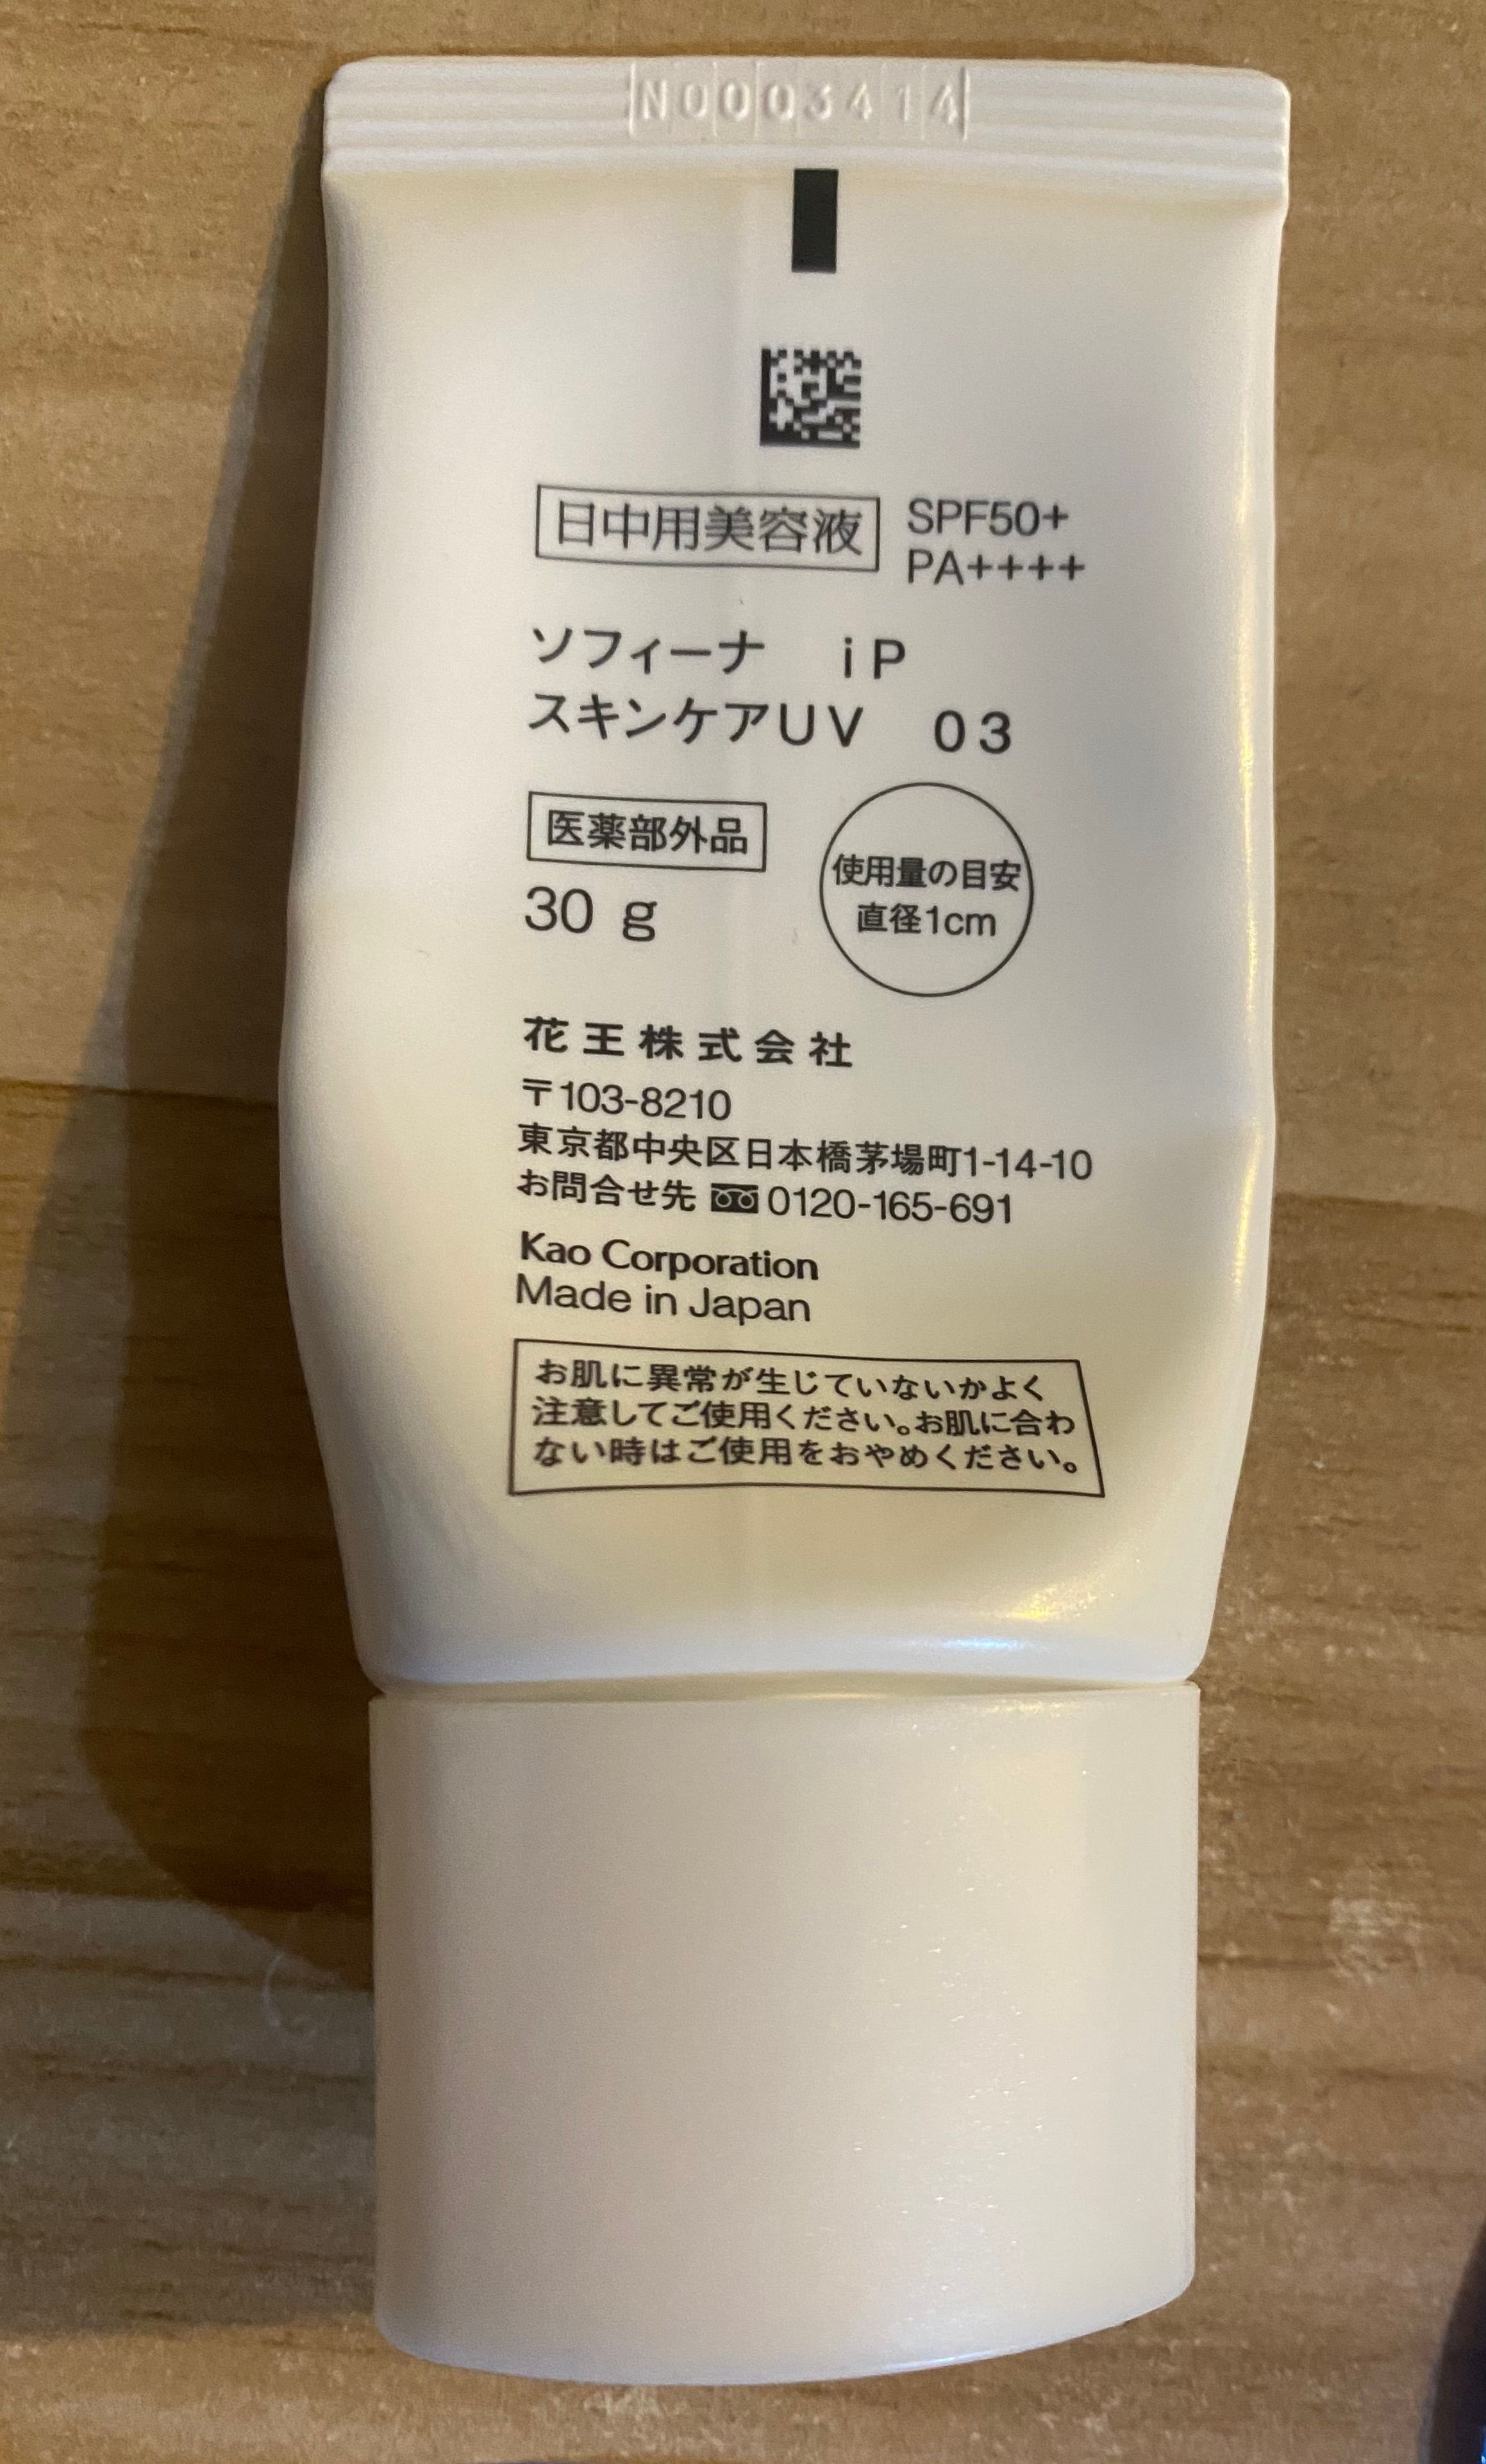 N0003414
日中用美容液 SPF50+
PA++++
ソフィーナ iP
スキンケアUV 03
医薬部外品
30 g
使用量の目安
直径1cm
花王株式会社
〒103-8210
東京都中央区日本橋茅場町1-14-10
お問合せ先 0120-165-691
Kao Corporation
Made in Japan
お肌に異常が生じていないかよく
注意してご使用ください。お肌に合わ
ない時はご使用をおやめください。